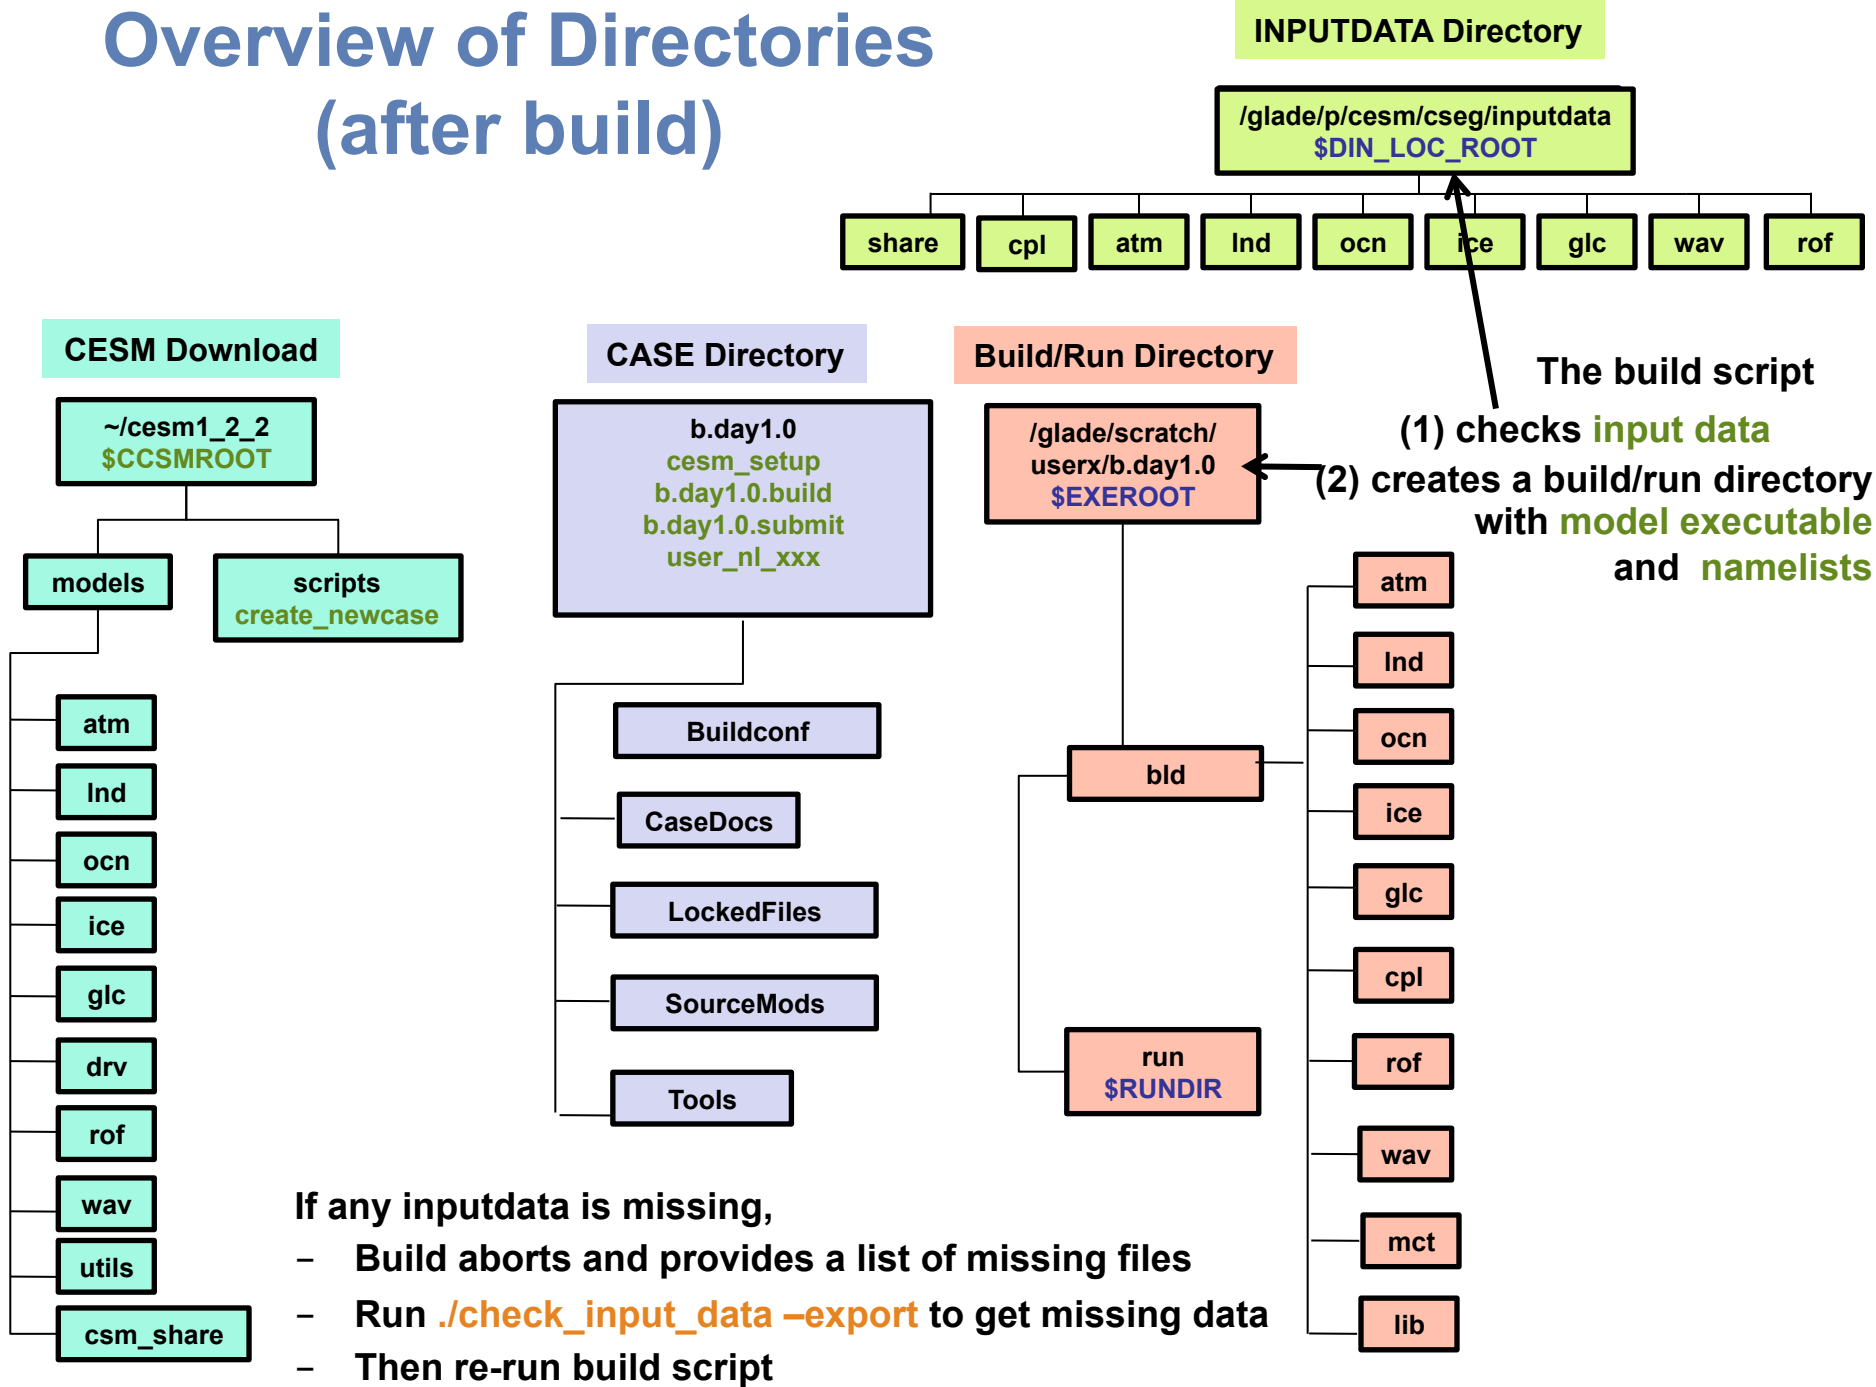 Overview of Directories
(after build)
INPUTDATA Directory
/glade/p/cesm/cseg/inputdata
$DIN_LOC_ROOT
share
cpl
atm
lnd
ocn
ice
glc
wav
rof
CESM Download
~/cesm1_2_2
$CCSMROOT
models
scripts
create_newcase
atm
lnd
ocn
ice
glc
drv
rof
wav
utils
csm_share
CASE Directory
b.day1.0
cesm_setup
b.day1.0.build
b.day1.0.submit
user_nl_xxx
Buildconf
CaseDocs
LockedFiles
SourceMods
Tools
Build/Run Directory
/glade/scratch/
userx/b.day1.0
$EXEROOT
bld
run
$RUNDIR
atm
lnd
ocn
ice
glc
cpl
rof
wav
mct
lib
The build script
(1) checks input data
(2) creates a build/run directory
with model executable
and namelists
If any inputdata is missing,
– Build aborts and provides a list of missing files
– Run ./check_input_data –export to get missing data
– Then re-run build script